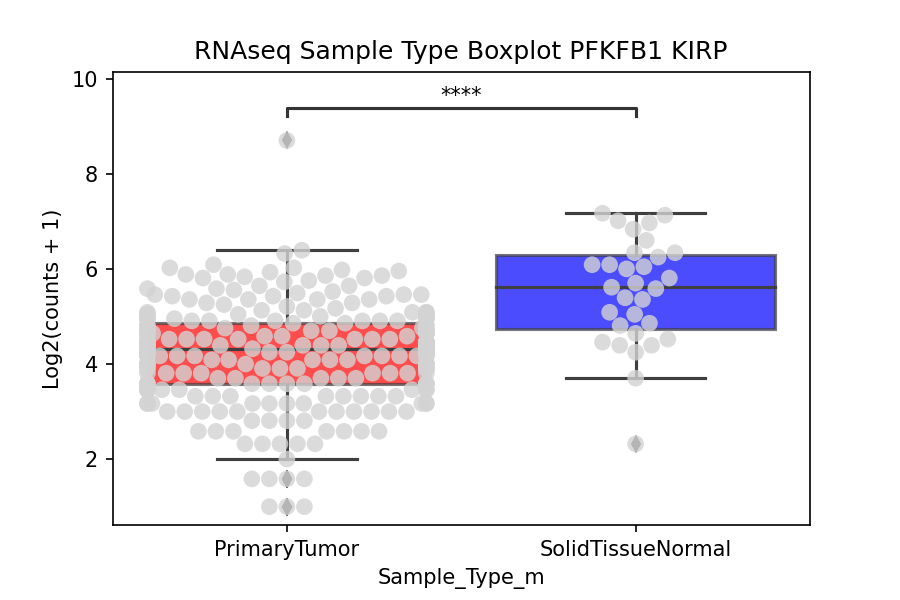 RNAseq Sample Type Boxplot PFKFB1 KIRP
****
10
8
6
4
2
Log2(counts + 1)
PrimaryTumor
SolidTissueNormal
Sample_Type_m